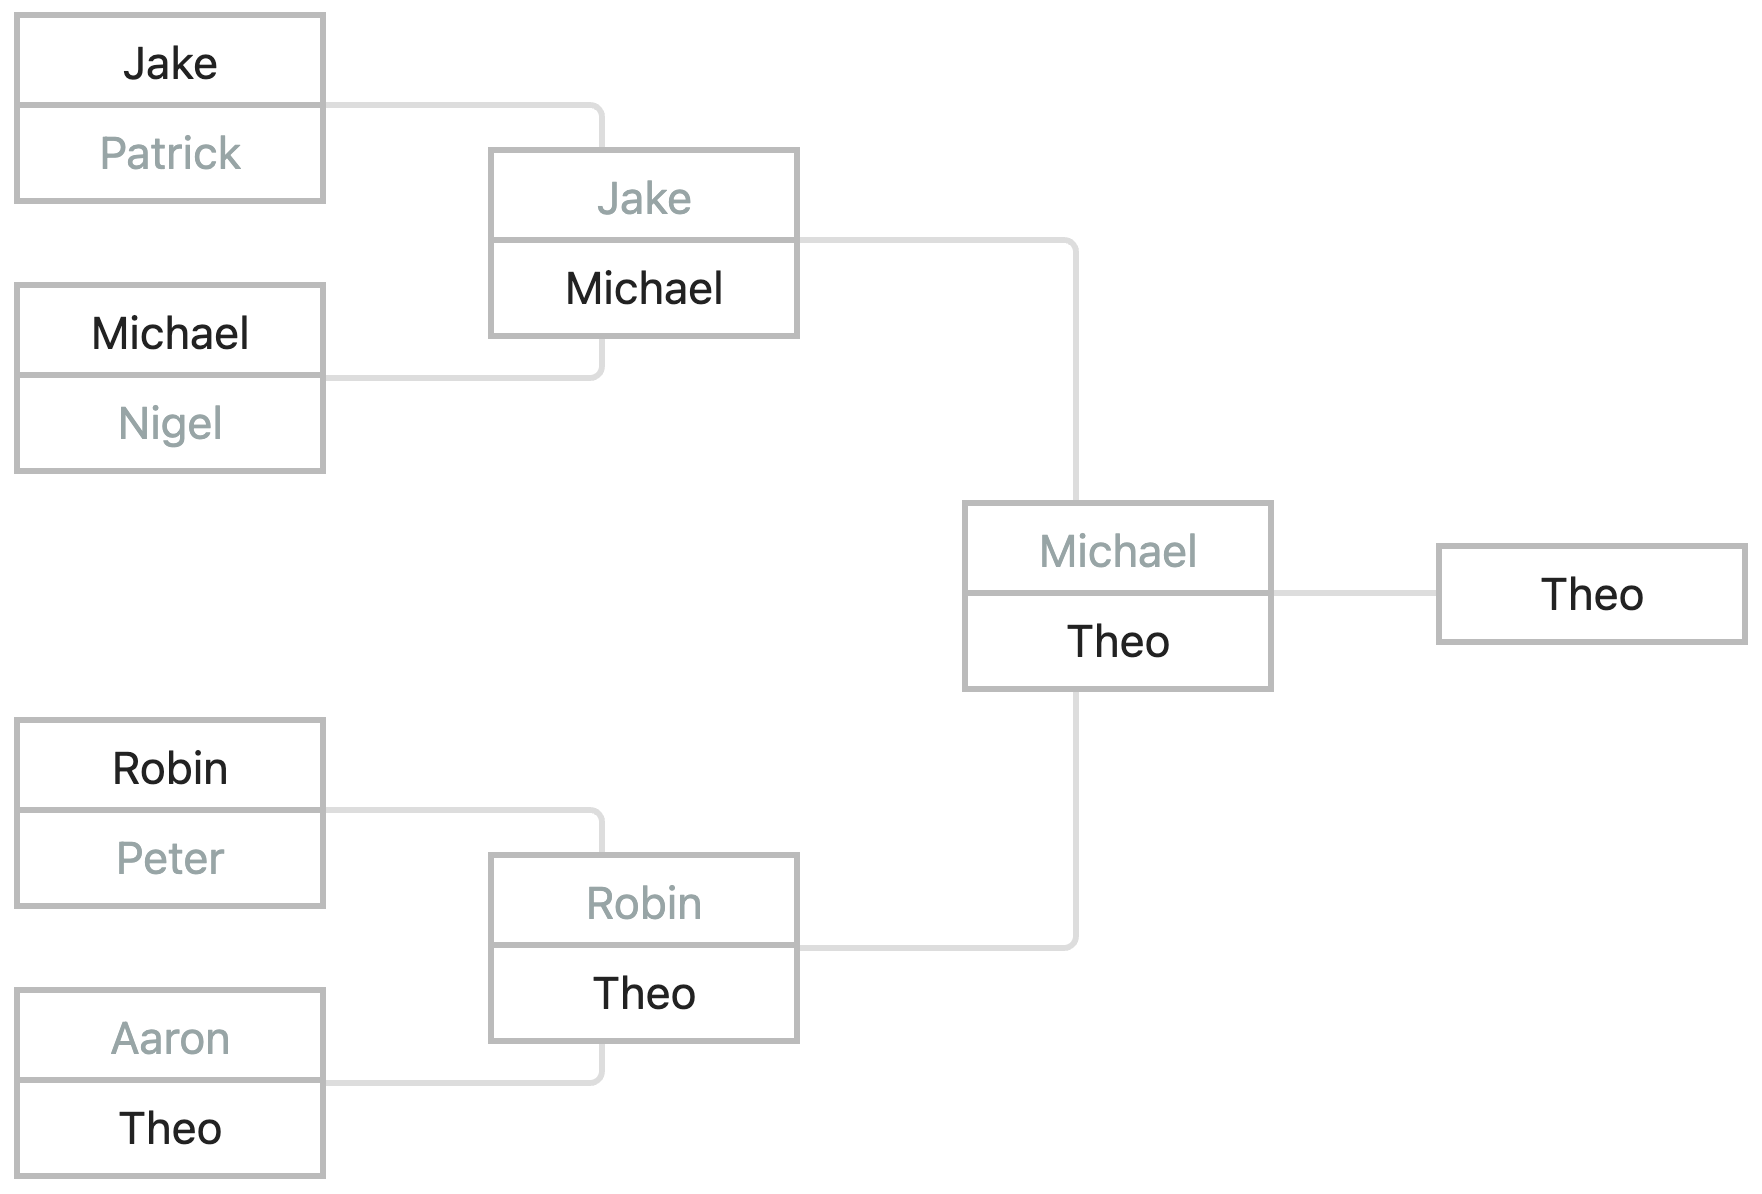 Jake
Patrick
Michael
Nigel
Robin
Peter
Aaron
Theo
Jake
Michael
Robin
Theo
Michael
Theo
Theo